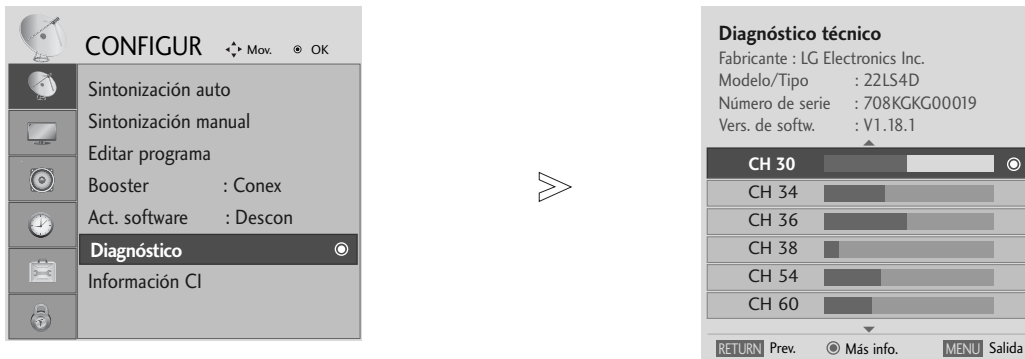 CONFIGUR Mov. OK
Sintonización auto
Sintonización manual
Editar programa
Booster : Conex
Act. software : Descon
Diagnóstico
Información CI
Diagnóstico técnico
Fabricante : LG Electronics Inc.
Modelo/Tipo : 22LS4D
Número de serie : 708KGKG00019
Vers. de softw. : V1.18.1
CH 30
CH 34
CH 36
CH 38
CH 54
CH 60
RETURN Prev. Más info. MENU Salida